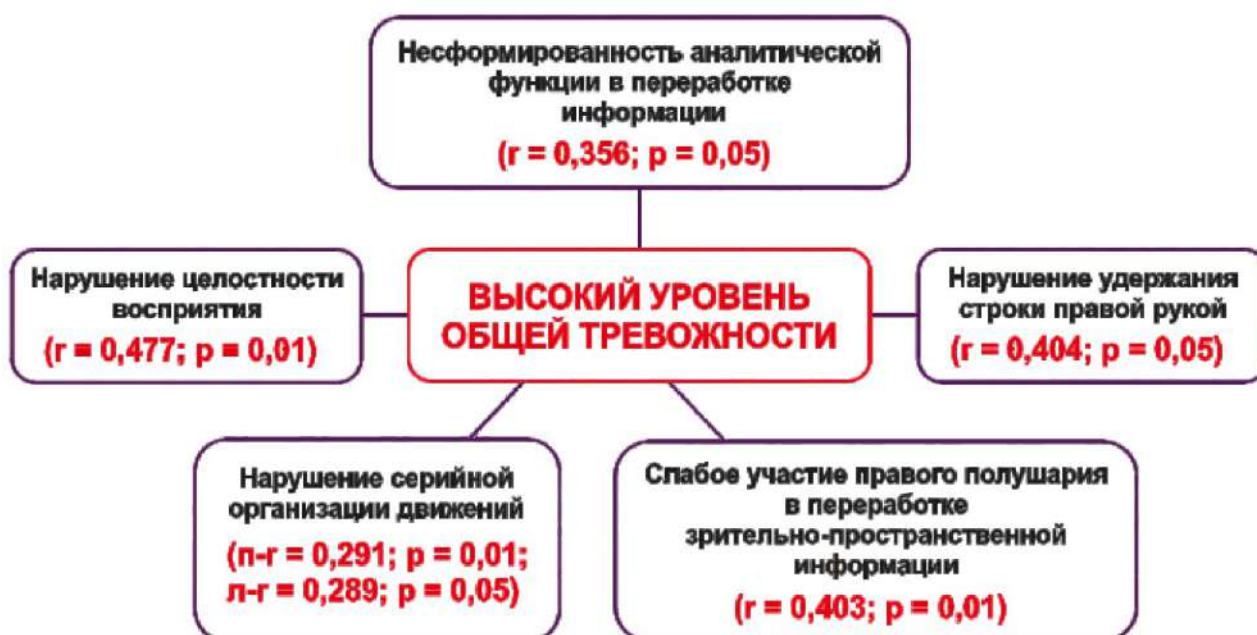 Несформированность аналитической
функции в переработке
информации
(r = 0,356; p = 0,05)
Нарушение целостности
восприятия
(r = 0,477; p = 0,01)
ВЫСОКИЙ УРОВЕНЬ
ОБЩЕЙ ТРЕВОЖНОСТИ
Нарушение удержания
строки правой рукой
(r = 0,404; p = 0,05)
Нарушение серийной
организации движений
(п-r = 0,291; p = 0,01;
л-r = 0,289; p = 0,05)
Слабое участие правого полушария
в переработке
зрительно-пространственной
информации
(r = 0,403; p = 0,01)